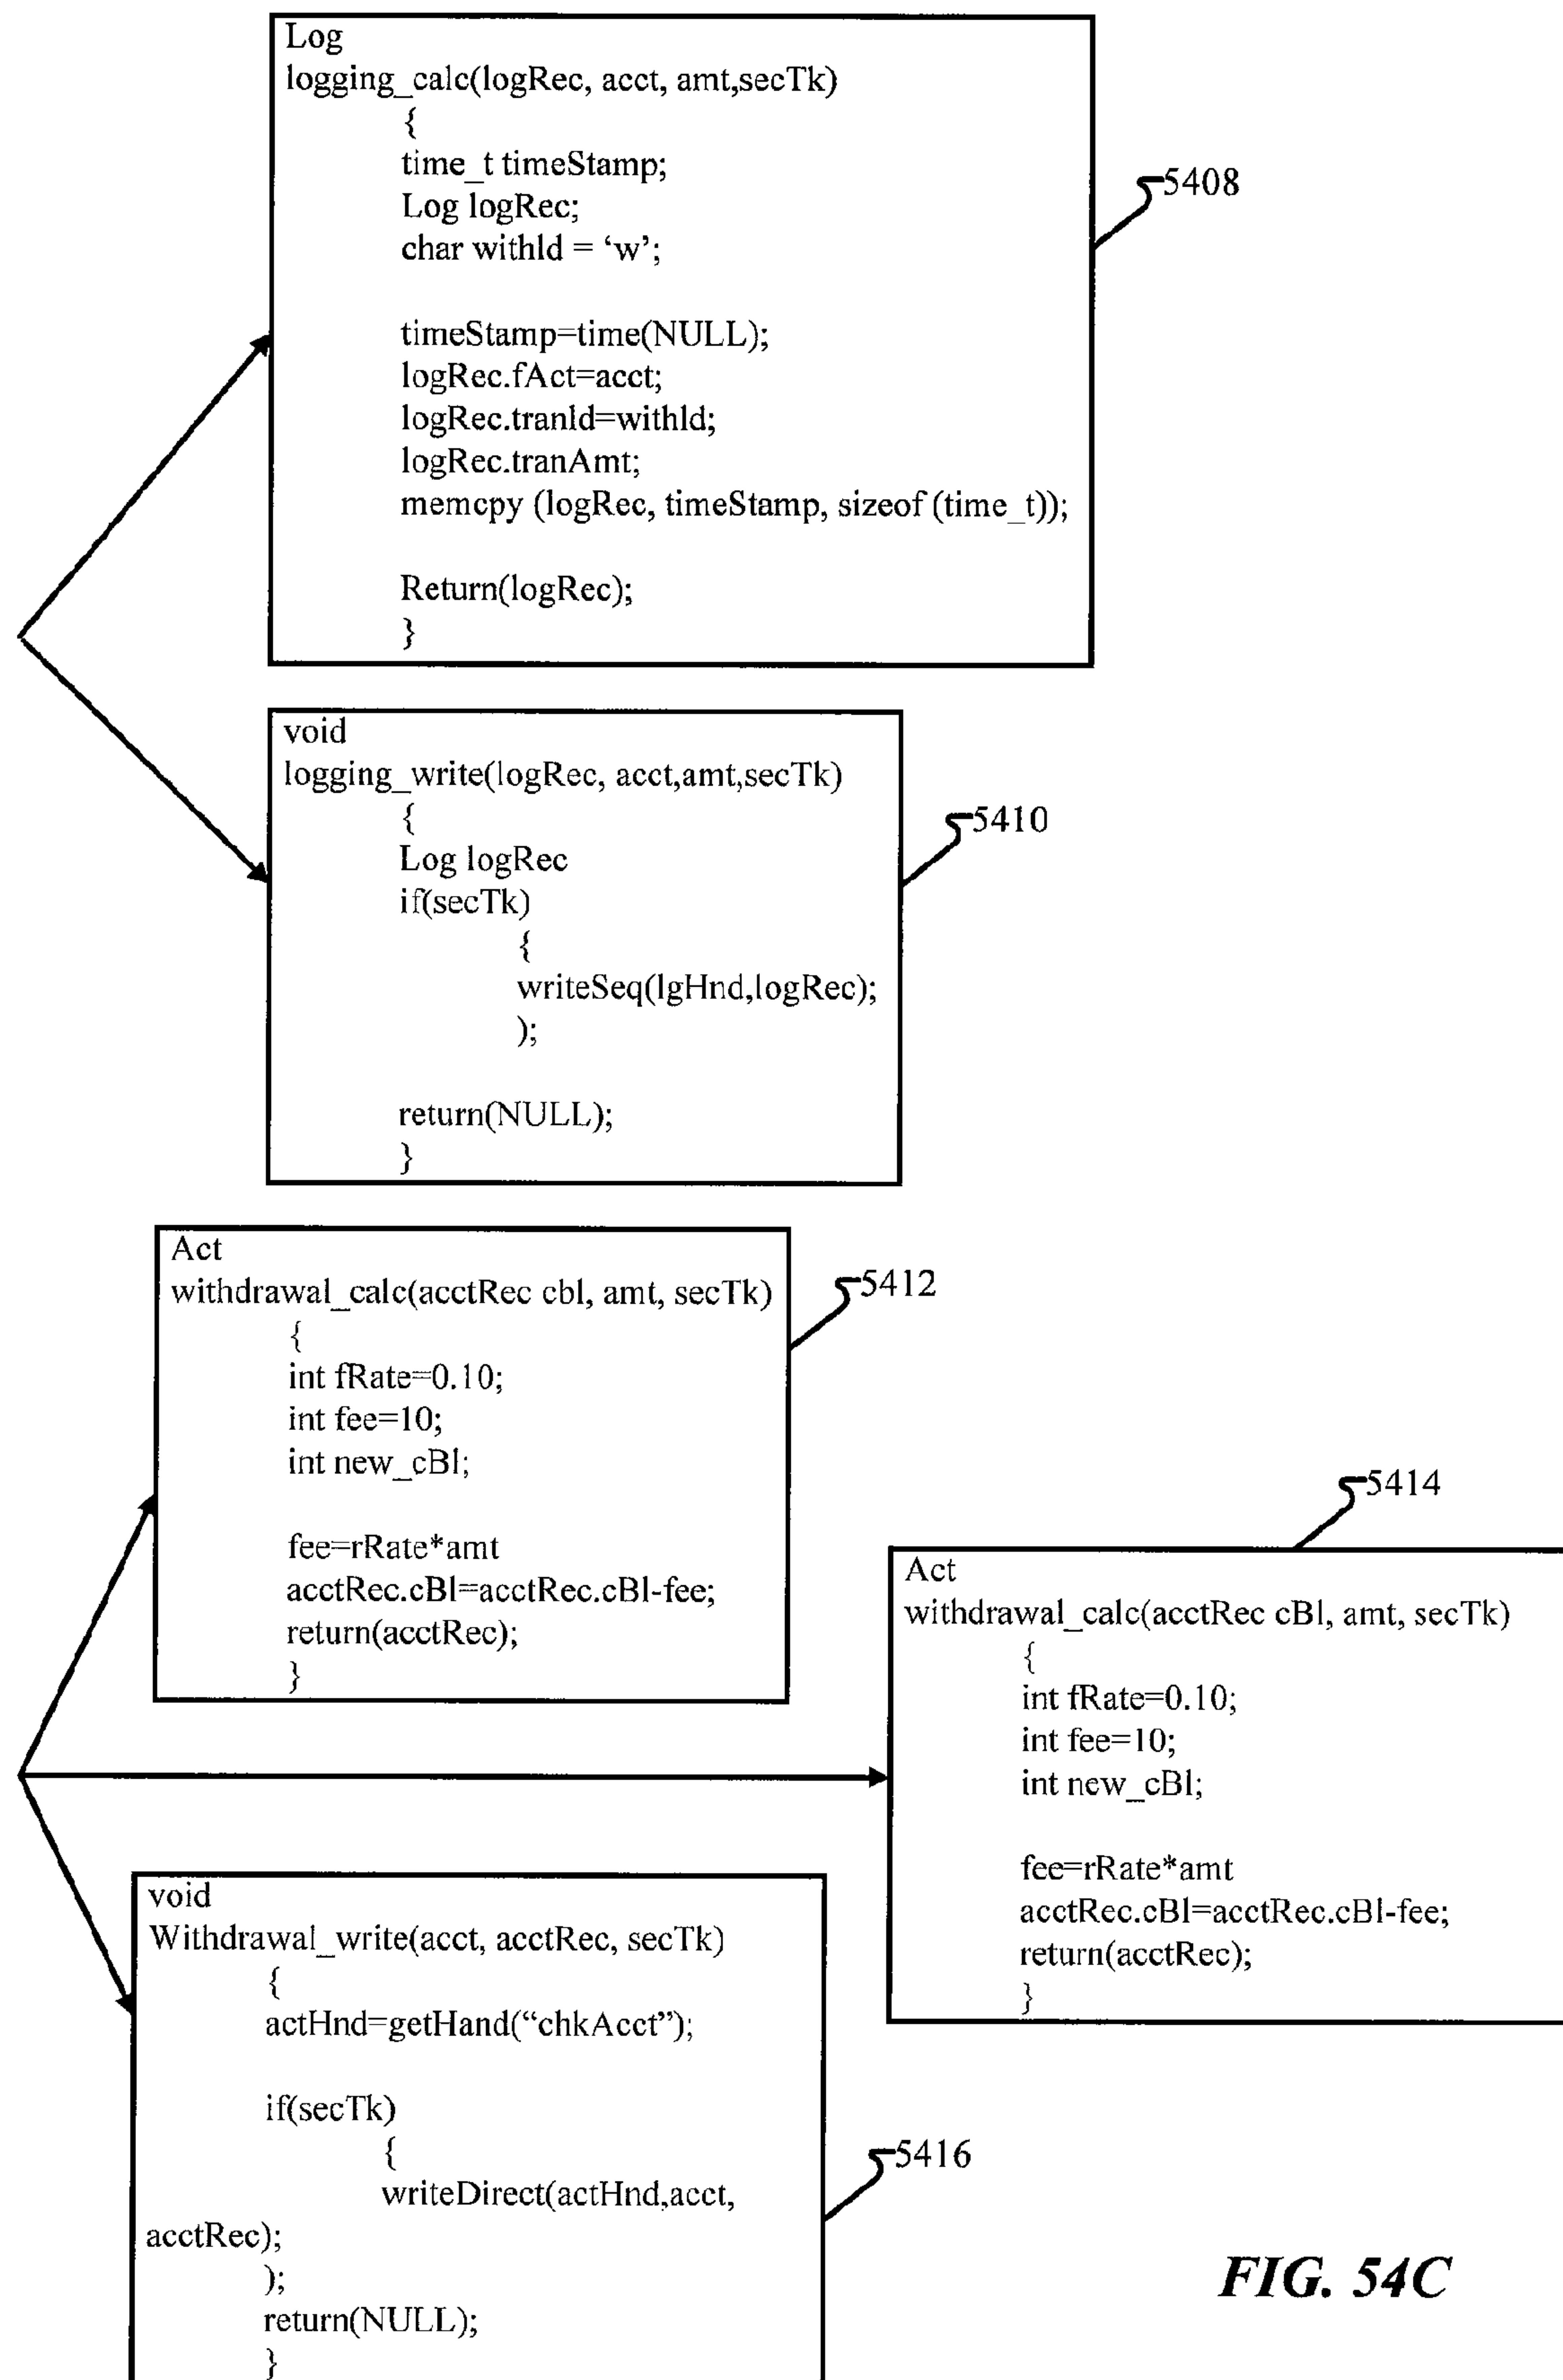 Log
logging_calc(logRec, acct, amt,secTk)
{
time_t timeStamp;
Log logRec;
char withId = ‘w’;
timeStamp=time(NULL);
logRec.fAct=acct;
logRec.tranId=withId;
logRec.tranAmt;
memcpy (logRec, timeStamp, sizeof (time_t));
Return(logRec);
}
5408
void
logging_write(logRec, acct,amt,secTk)
{
Log logRec
if(secTk)
{
writeSeq(lgHnd,logRec);
);
return(NULL);
}
5410
Act
withdrawal_calc(acctRec cbl, amt, secTk)
{
int fRate=0.10;
int fee=10;
int new_cBl;
fee=rRate*amt
acctRec.cBl=acctRec.cBl-fee;
return(acctRec);
}
5412
5414
Act
withdrawal_calc(acctRec cBl, amt, secTk)
{
int fRate=0.10;
int fee=10;
int new_cBl;
fee=rRate*amt
acctRec.cBl=acctRec.cBl-fee;
return(acctRec);
}
void
Withdrawal_write(acct, acctRec, secTk)
{
actHnd=getHand(“chkAcct”);
if(secTk)
{
writeDirect(actHnd,acct,
acctRec);
);
return(NULL);
}
5416
FIG. 54C